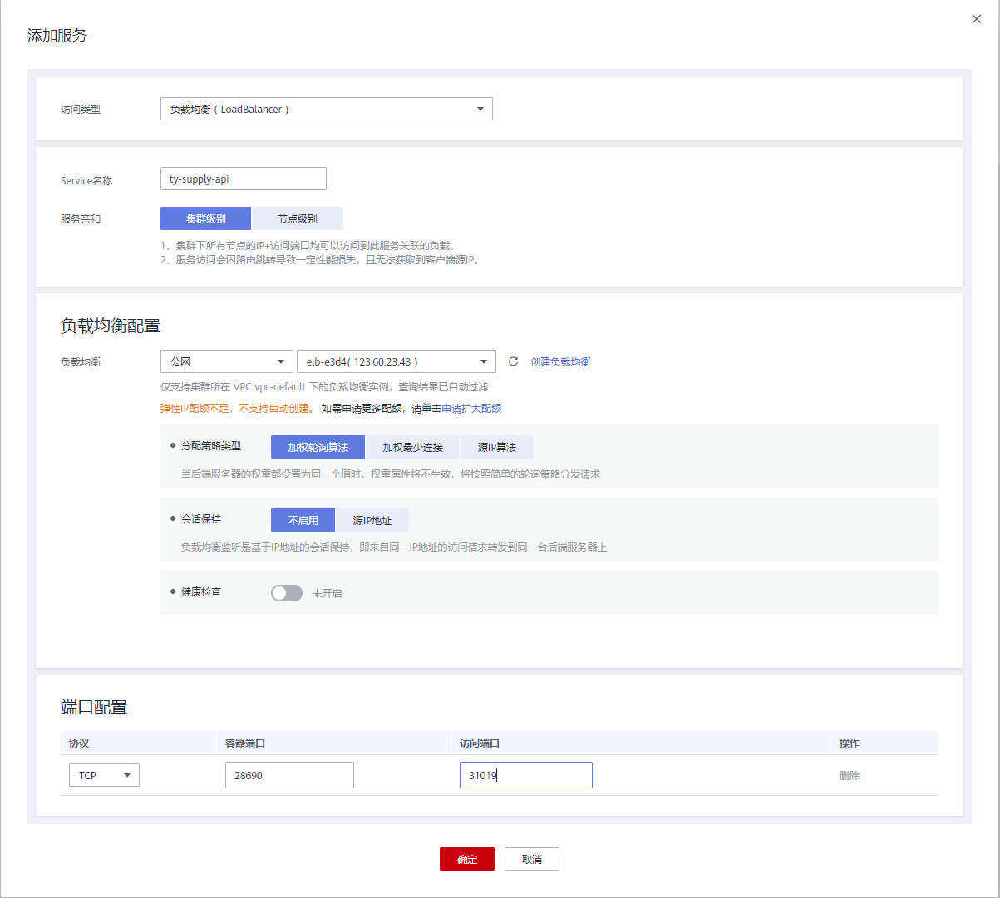 添加服务
访问类型
负载均衡 ( LoadBalancer )
Service名称
ty-supply-api
服务亲和
集群级别
节点级别
1、集群下所有节点的IP+访问端口均可以访问到此服务关联的负载。
2、服务访问会因路由跳转导致一定性能损失，且无法获取到客户端源IP。
负载均衡配置
负载均衡
公网
elb-e3d4( 123.60.23.43 )
创建负载均衡
仅支持集群所在 VPC vpc-default 下的负载均衡实例，查询结果已自动过滤
弹性IP配额不足，不支持自动创建。 如需申请更多配额，请单击申请扩大配额
分配策略类型
加权轮询算法
加权最少连接
源IP算法
当后端服务器的权重都设置为同一个值时，权重属性将不生效，将按照简单的轮询策略分发请求
会话保持
不启用
源IP地址
负载均衡监听是基于IP地址的会话保持，即来自同一IP地址的访问请求转发到同一台后端服务器上
健康检查
未开启
端口配置
协议
容器端口
访问端口
操作
TCP
28690
31019
删除
确定
取消